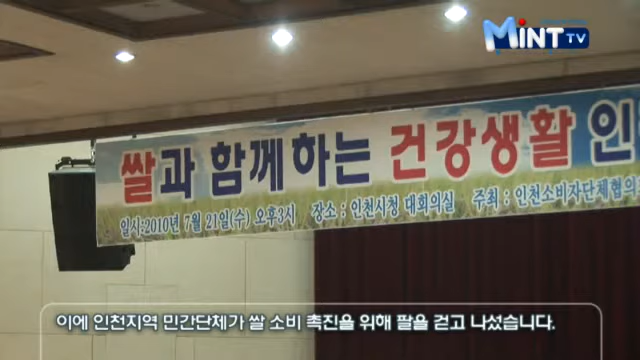 MINT TV
쌀과 함께하는 건강생활 인
일시:2010년 7월 21일(수) 오후3시 장소 : 인천시청 대회의실 주최 : 인천소비자단체협의
이에 인천지역 민간단체가 쌀 소비 촉진을 위해 팔을 걷고 나섰습니다.